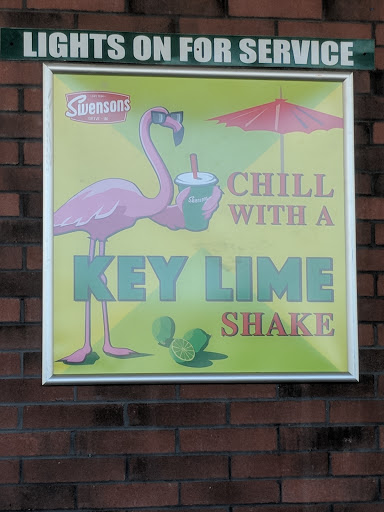 LIGHTS ON FOR SERVICE
Swensons
CHILL
WITH A
KEY LIME
SHAKE